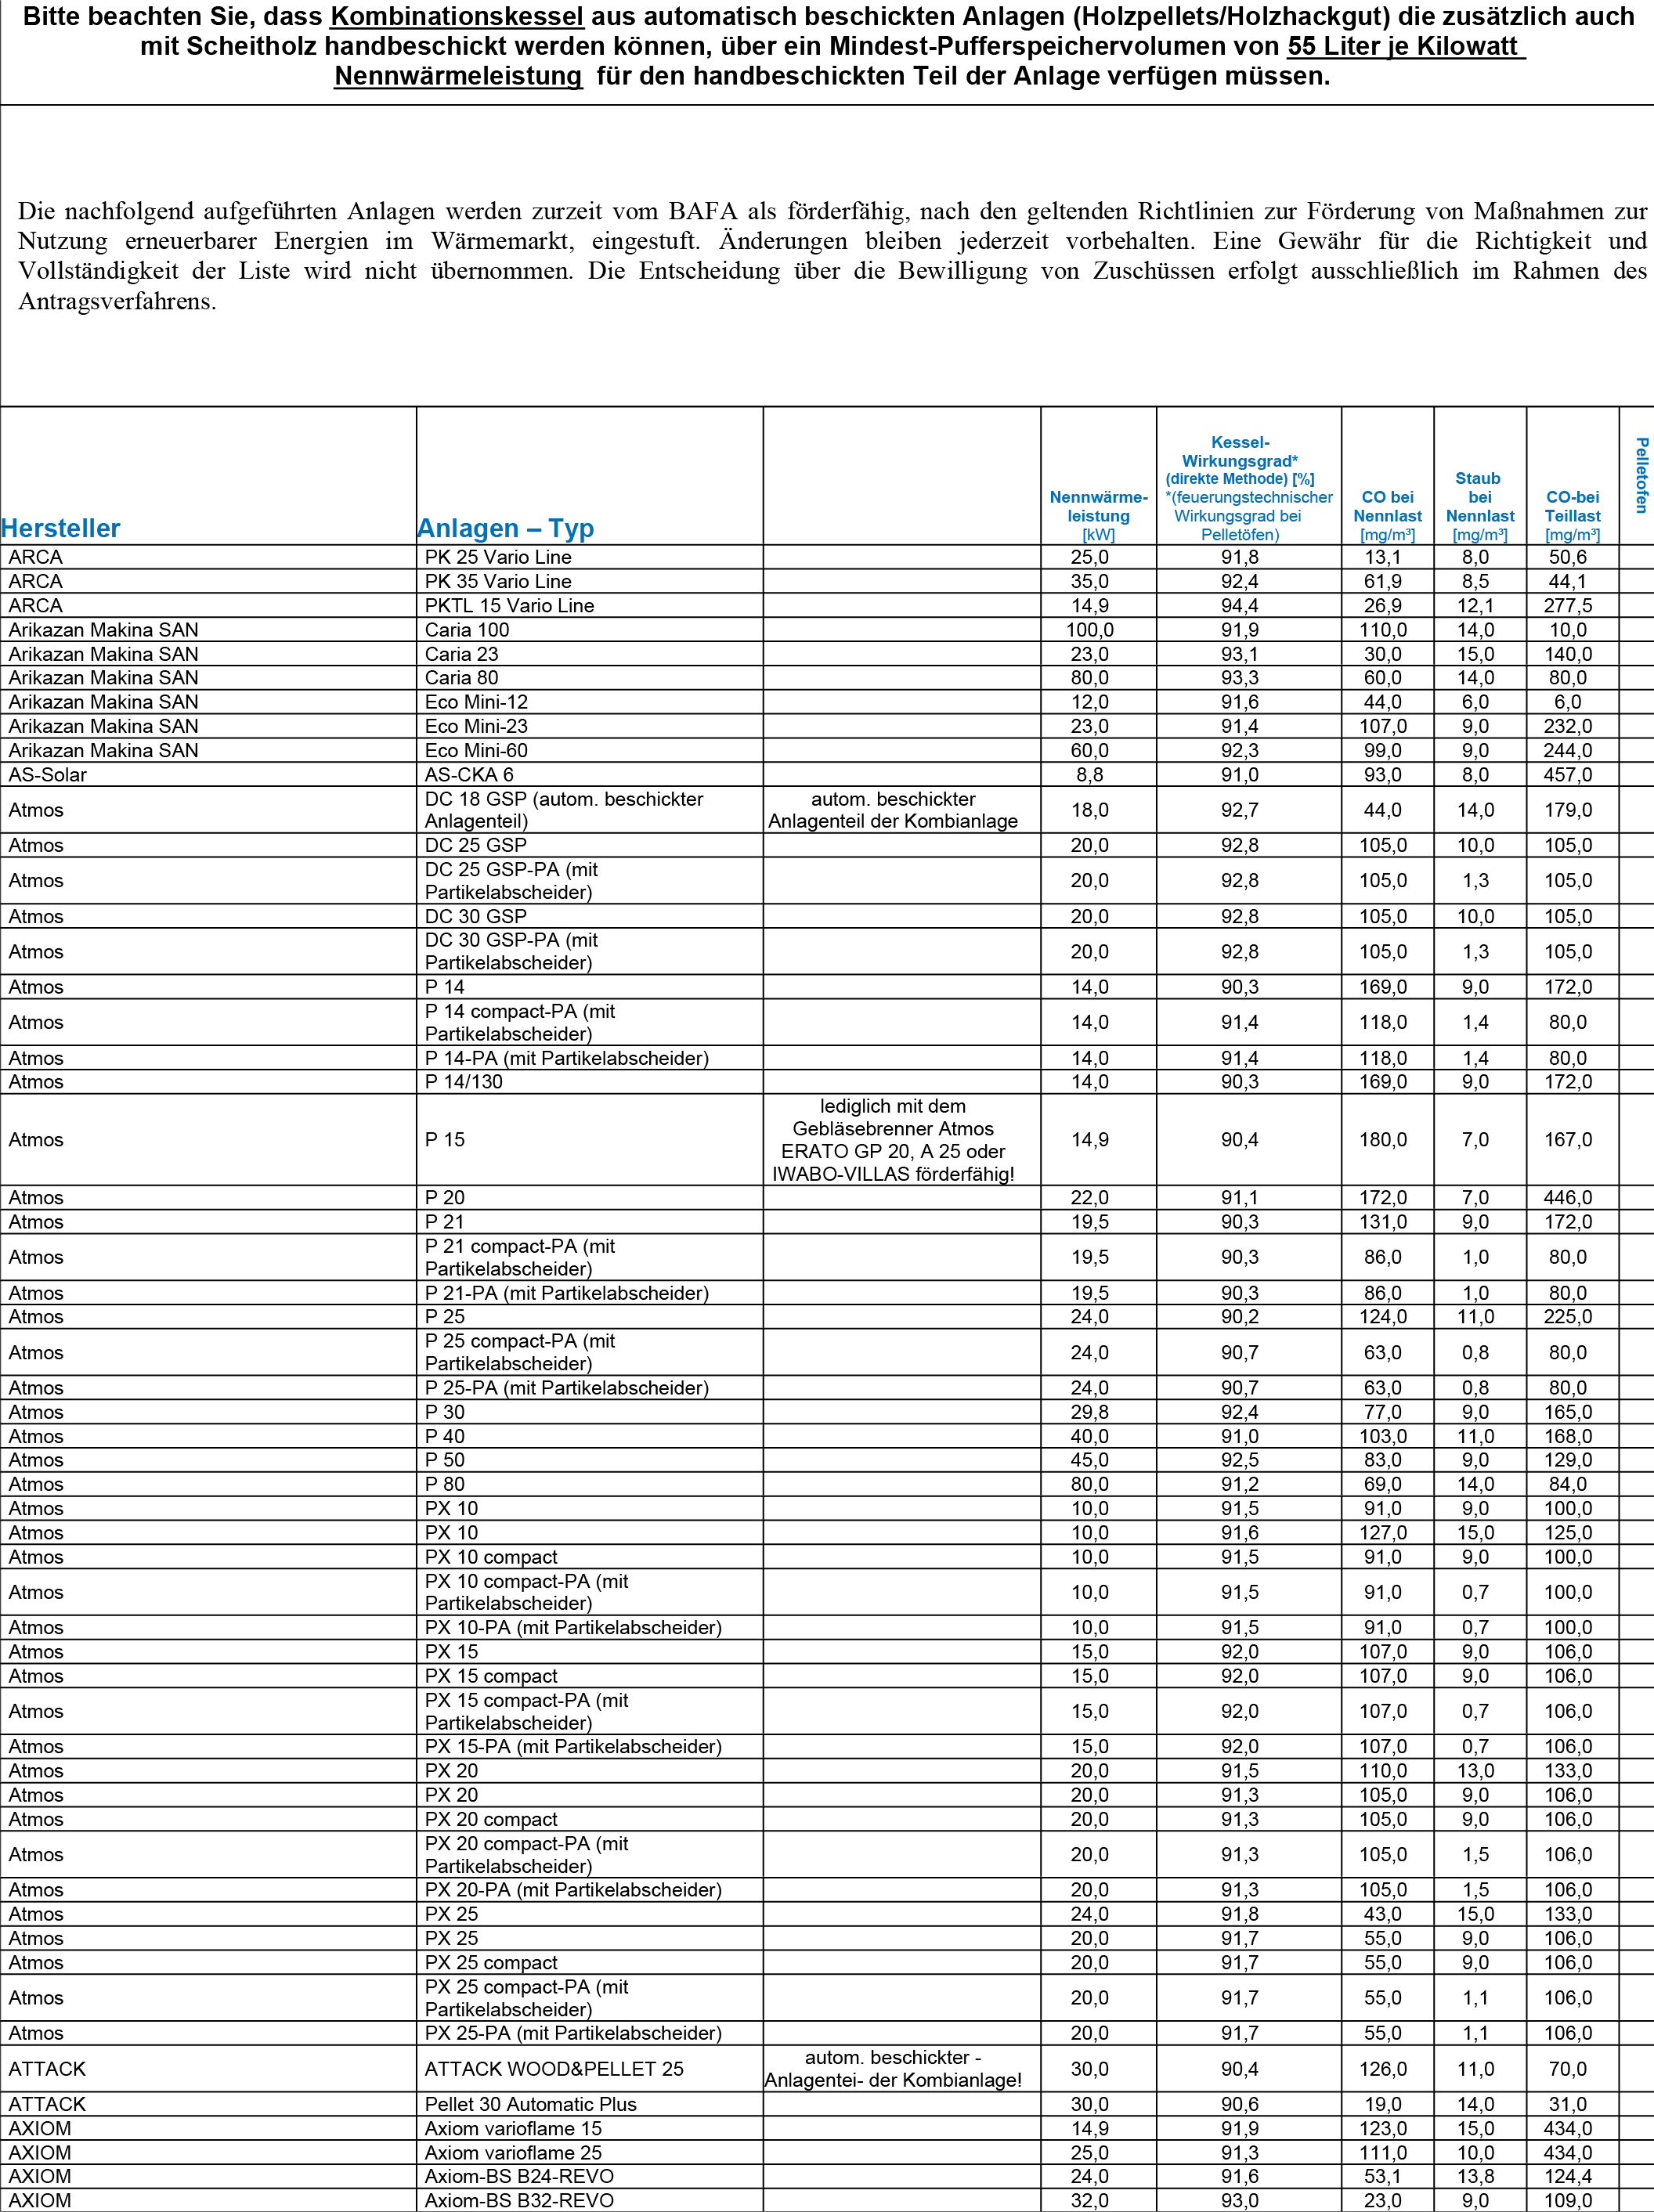 Bitte beachten Sie, dass Kombinationskessel aus automatisch beschickten Anlagen (Holzpellets/Holzhackgut) die zusätzlich auch
mit Scheitholz handbeschickt werden können, über ein Mindest-Pufferspeichervolumen von 55 Liter je Kilowatt
Nennwärmeleistung für den handbeschickten Teil der Anlage verfügen müssen.
Die nachfolgend aufgeführten Anlagen werden zurzeit vom BAFA als förderfähig, nach den geltenden Richtlinien zur Förderung von Maßnahmen zur
Nutzung erneuerbarer Energien im Wärmemarkt, eingestuft. Änderungen bleiben jederzeit vorbehalten. Eine Gewähr für die Richtigkeit und
Vollständigkeit der Liste wird nicht übernommen. Die Entscheidung über die Bewilligung von Zuschüssen erfolgt ausschließlich im Rahmen des
Antragsverfahrens.
Hersteller
Anlagen – Typ
Nennwärme-
leistung
[kW]
Kessel-
Wirkungsgrad*
(direkte Methode) [%]
*(feuerungstechnischer
Wirkungsgrad bei
Pelletöfen)
CO bei
Nennlast
[mg/m³]
Staub
bei
Nennlast
[mg/m³]
CO-bei
Teillast
[mg/m³]
Pelletofen
ARCA PK 25 Vario Line 25,0 91,8 13,1 8,0 50,6
ARCA PK 35 Vario Line 35,0 92,4 61,9 8,5 44,1
ARCA PKTL 15 Vario Line 14,9 94,4 26,9 12,1 277,5
Arikazan Makina SAN Caria 100 100,0 91,9 110,0 14,0 10,0
Arikazan Makina SAN Caria 23 23,0 93,1 30,0 15,0 140,0
Arikazan Makina SAN Caria 80 80,0 93,3 60,0 14,0 80,0
Arikazan Makina SAN Eco Mini-12 12,0 91,6 44,0 6,0 6,0
Arikazan Makina SAN Eco Mini-23 23,0 91,4 107,0 9,0 232,0
Arikazan Makina SAN Eco Mini-60 60,0 92,3 99,0 9,0 244,0
AS-Solar AS-CKA 6 8,8 91,0 93,0 8,0 457,0
Atmos DC 18 GSP (autom. beschickter
Anlagenteil) autom. beschickter
Anlagenteil der Kombianlage 18,0 92,7 44,0 14,0 179,0
Atmos DC 25 GSP 20,0 92,8 105,0 10,0 105,0
Atmos DC 25 GSP-PA (mit
Partikelabscheider) 20,0 92,8 105,0 1,3 105,0
Atmos DC 30 GSP 20,0 92,8 105,0 10,0 105,0
Atmos DC 30 GSP-PA (mit
Partikelabscheider) 20,0 92,8 105,0 1,3 105,0
Atmos P 14 14,0 90,3 169,0 9,0 172,0
Atmos P 14 compact-PA (mit
Partikelabscheider) 14,0 91,4 118,0 1,4 80,0
Atmos P 14-PA (mit Partikelabscheider) 14,0 91,4 118,0 1,4 80,0
Atmos P 14/130 14,0 90,3 169,0 9,0 172,0
Atmos P 15 lediglich mit dem
Gebläsebrenner Atmos
ERATO GP 20, A 25 oder
IWABO-VILLAS förderfähig! 14,9 90,4 180,0 7,0 167,0
Atmos P 20 22,0 91,1 172,0 7,0 446,0
Atmos P 21 19,5 90,3 131,0 9,0 172,0
Atmos P 21 compact-PA (mit
Partikelabscheider) 19,5 90,3 86,0 1,0 80,0
Atmos P 21-PA (mit Partikelabscheider) 19,5 90,3 86,0 1,0 80,0
Atmos P 25 24,0 90,2 124,0 11,0 225,0
Atmos P 25 compact-PA (mit
Partikelabscheider) 24,0 90,7 63,0 0,8 80,0
Atmos P 25-PA (mit Partikelabscheider) 24,0 90,7 63,0 0,8 80,0
Atmos P 30 29,8 92,4 77,0 9,0 165,0
Atmos P 40 40,0 91,0 103,0 11,0 168,0
Atmos P 50 45,0 92,5 83,0 9,0 129,0
Atmos P 80 80,0 91,2 69,0 14,0 84,0
Atmos PX 10 10,0 91,5 91,0 9,0 100,0
Atmos PX 10 10,0 91,6 127,0 15,0 125,0
Atmos PX 10 compact 10,0 91,5 91,0 9,0 100,0
Atmos PX 10 compact-PA (mit
Partikelabscheider) 10,0 91,5 91,0 0,7 100,0
Atmos PX 10-PA (mit Partikelabscheider) 10,0 91,5 91,0 0,7 100,0
Atmos PX 15 15,0 92,0 107,0 9,0 106,0
Atmos PX 15 compact 15,0 92,0 107,0 9,0 106,0
Atmos PX 15 compact-PA (mit
Partikelabscheider) 15,0 92,0 107,0 0,7 106,0
Atmos PX 15-PA (mit Partikelabscheider) 15,0 92,0 107,0 0,7 106,0
Atmos PX 20 20,0 91,5 110,0 13,0 133,0
Atmos PX 20 20,0 91,3 105,0 9,0 106,0
Atmos PX 20 compact 20,0 91,3 105,0 9,0 106,0
Atmos PX 20 compact-PA (mit
Partikelabscheider) 20,0 91,3 105,0 1,5 106,0
Atmos PX 20-PA (mit Partikelabscheider) 20,0 91,3 105,0 1,5 106,0
Atmos PX 25 24,0 91,8 43,0 15,0 133,0
Atmos PX 25 20,0 91,7 55,0 9,0 106,0
Atmos PX 25 compact 20,0 91,7 55,0 9,0 106,0
Atmos PX 25 compact-PA (mit
Partikelabscheider) 20,0 91,7 55,0 1,1 106,0
Atmos PX 25-PA (mit Partikelabscheider) 20,0 91,7 55,0 1,1 106,0
ATTACK ATTACK WOOD&PELLET 25 autom. beschickter -
Anlagentei- der Kombianlage! 30,0 90,4 126,0 11,0 70,0
ATTACK Pellet 30 Automatic Plus 30,0 90,6 19,0 14,0 31,0
AXIOM Axiom varioflame 15 14,9 91,9 123,0 15,0 434,0
AXIOM Axiom varioflame 25 25,0 91,3 111,0 10,0 434,0
AXIOM Axiom-BS B24-REVO 24,0 91,6 53,1 13,8 124,4
AXIOM Axiom-BS B32-REVO 32,0 93,0 23,0 9,0 109,0